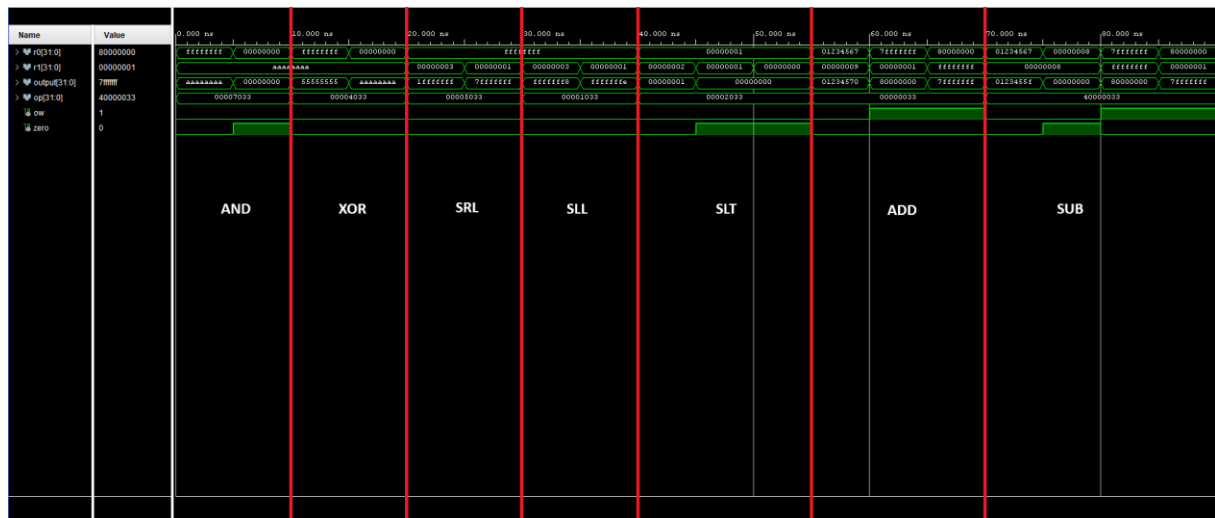 Name Value 0.000 ns 10.000 ns 20.000 ns 30.000 ns 40.000 ns 50.000 ns 60.000 ns 70.000 ns 80.000 ns
> r0[31:0] 80000000 ffffffff 00000000 ffffffff 00000000 ffffffff 00000001 01234567 7fffffff 80000000 01234567 00000008 7fffffff 80000000
> r1[31:0] 00000001 aaaaaaaa 00000003 00000001 00000003 00000001 00000002 00000001 00000000 00000009 00000001 ffffffff 00000008 ffffffff 00000001
> output[31:0] 7fffffff aaaaaaaa 00000000 55555555 aaaaaaaa 1fffffff 7fffffff fffffff8 fffffffe 00000001 00000000 01234570 80000000 7fffffff 0123455f 00000000 80000000 7fffffff
> op[31:0] 40000033 00007033 00004033 00005033 00001033 00002033 00000033 40000033
ow 1
zero 0
AND XOR SRL SLL SLT ADD SUB